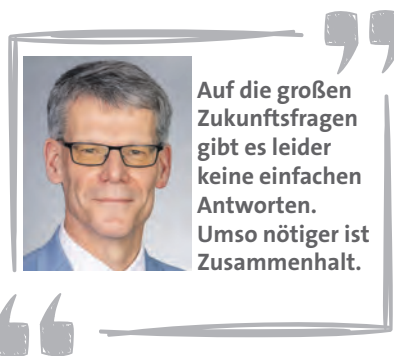 Auf die großen
Zukunftsfragen
gibt es leider
keine einfachen
Antworten.
Umso nötiger ist
Zusammenhalt.